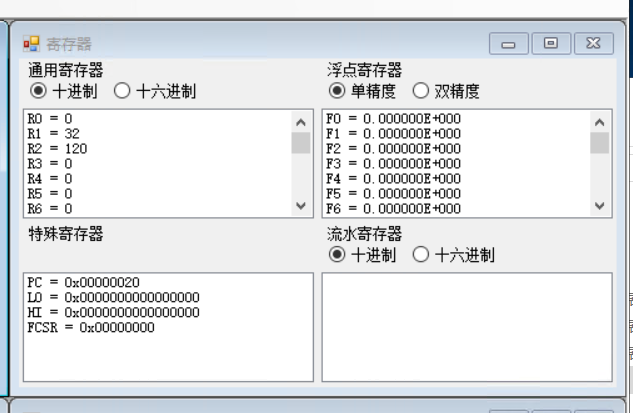 寄存器
通用寄存器
十进制 十六进制
R0 = 0
R1 = 32
R2 = 120
R3 = 0
R4 = 0
R5 = 0
R6 = 0
浮点寄存器
单精度 双精度
F0 = 0.000000E+000
F1 = 0.000000E+000
F2 = 0.000000E+000
F3 = 0.000000E+000
F4 = 0.000000E+000
F5 = 0.000000E+000
F6 = 0.000000E+000
特殊寄存器
PC = 0x00000020
LO = 0x0000000000000000
HI = 0x0000000000000000
FCSR = 0x00000000
流水寄存器
十进制 十六进制